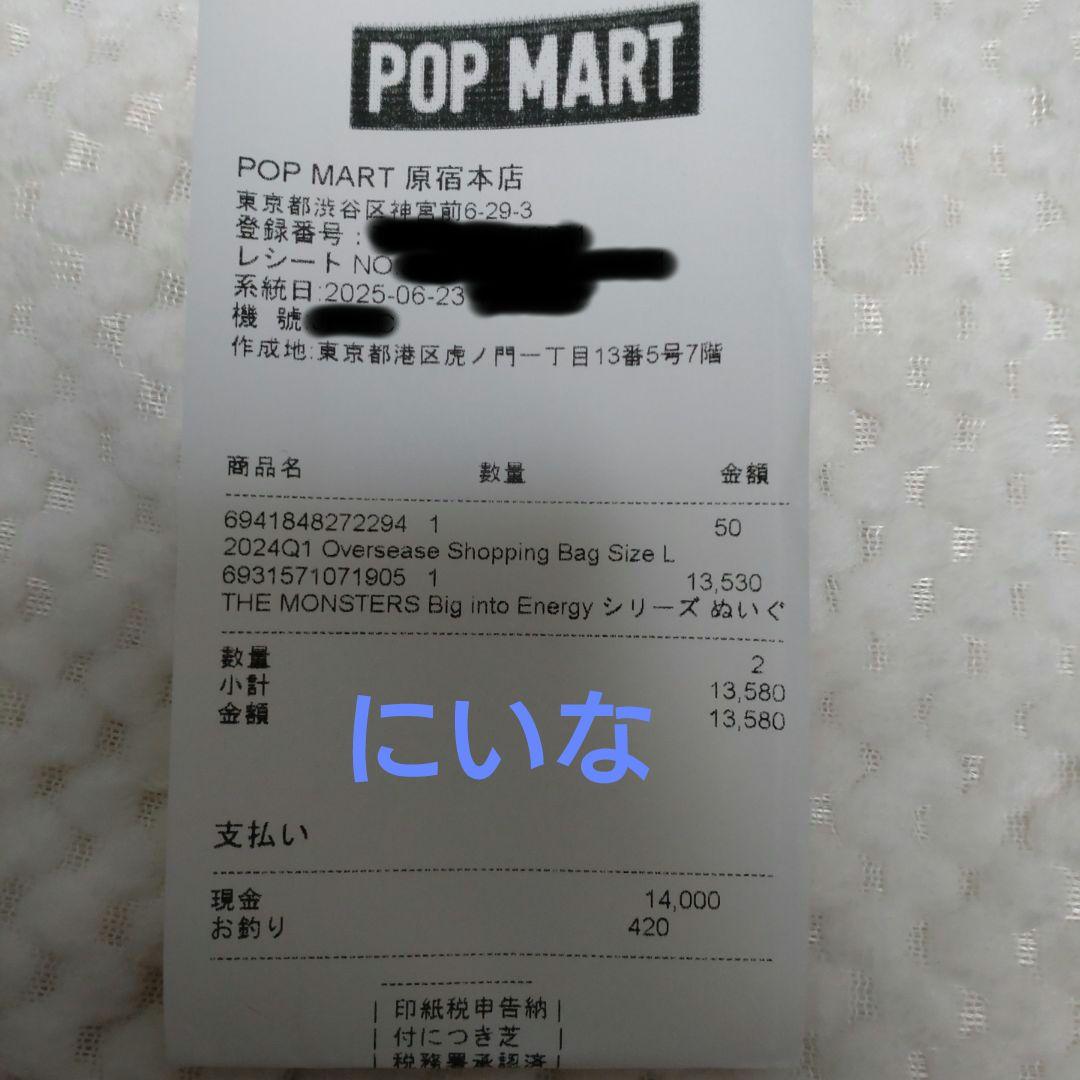 POP MART
POP MART 原宿本店
東京都渋谷区神宮前6-29-3
登録番号:
レシート NO
系統日:2025-06-23
機 號
作成地:東京都港区虎ノ門一丁目13番5号7階
商品名 数量 金額
6941848272294 1 50
2024Q1 Oversease Shopping Bag Size L
6931571071905 1 13,530
THE MONSTERS Big into Energy シリーズ ぬいぐ
数量 2
小計 13,580
金額 13,580
にいな
支払い
現金 14,000
お釣り 420
印紙税申告納
付につき芝
税務署承認済